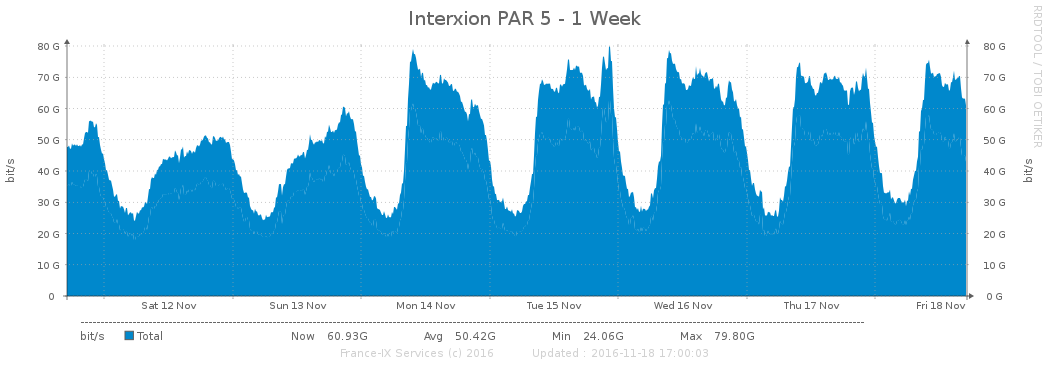 Interxion PAR 5 - 1 Week
RRDTOOL / TOBI OETIKER
80 G 80 G
70 G 70 G
60 G 60 G
50 G 50 G
40 G 40 G
30 G 30 G
20 G 20 G
10 G 10 G
0 0 G
bit/s bit/s
Sat 12 Nov Sun 13 Nov Mon 14 Nov Tue 15 Nov Wed 16 Nov Thu 17 Nov Fri 18 Nov
bit/s Total Now 60.93G Avg 50.42G Min 24.06G Max 79.80G
France-IX Services (c) 2016 Updated : 2016-11-18 17:00:03